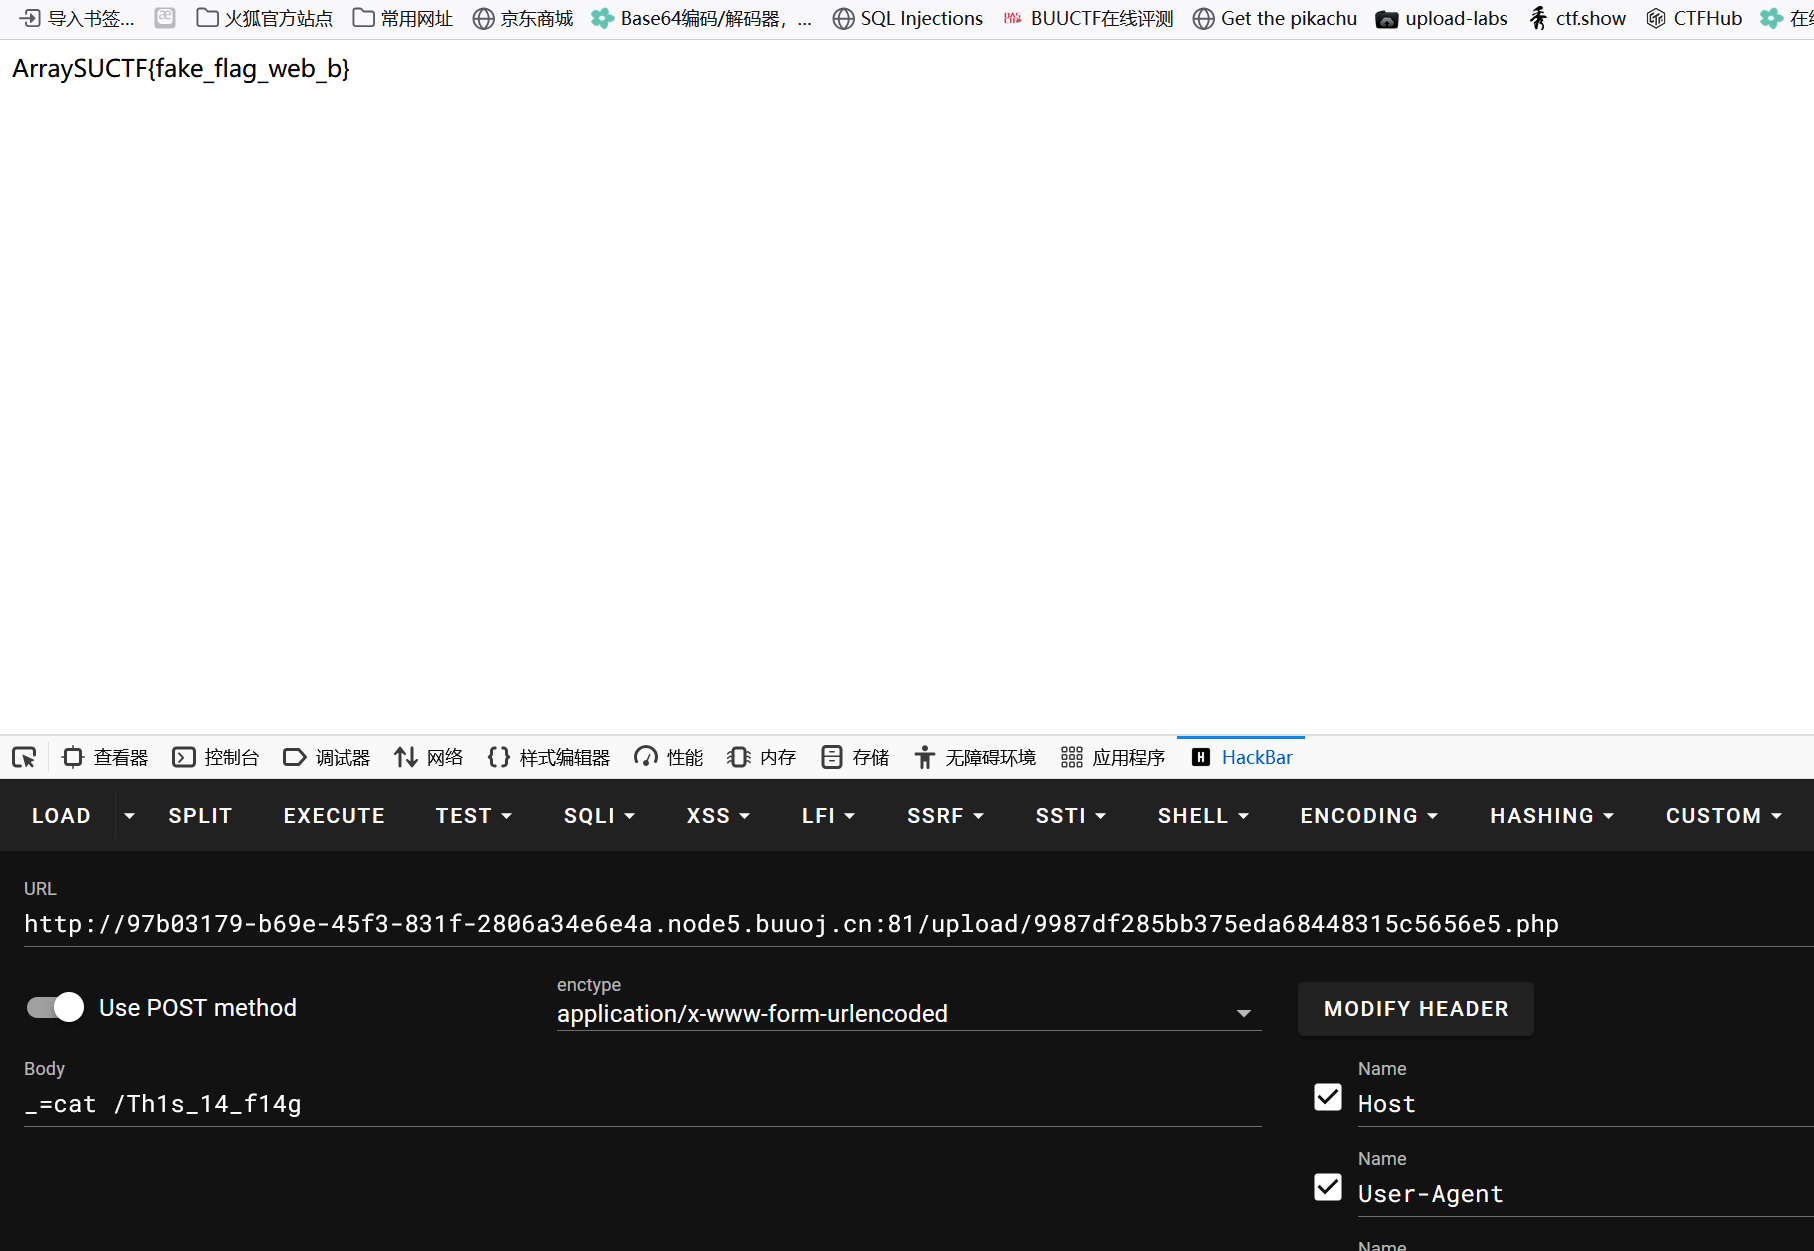 导入书签... 火狐官方站点 常用网址 京东商城 Base64编码/解码器，... SQL Injections BUUCTF在线评测 Get the pikachu upload-labs ctf.show CTFHub
ArraySUCTF{fake_flag_web_b}
查看器 控制台 调试器 网络 样式编辑器 性能 内存 存储 无障碍环境 应用程序 HackBar
LOAD SPLIT EXECUTE TEST SQLI XSS LFI SSRF SSTI SHELL ENCODING HASHING CUSTOM
URL
http://97b03179-b69e-45f3-831f-2806a34e6e4a.node5.buuoj.cn:81/upload/9987df285bb375eda68448315c5656e5.php
Use POST method
enctype
application/x-www-form-urlencoded
MODIFY HEADER
Body
_=cat /Th1s_14_f14g
Name
Host
Name
User-Agent
Name